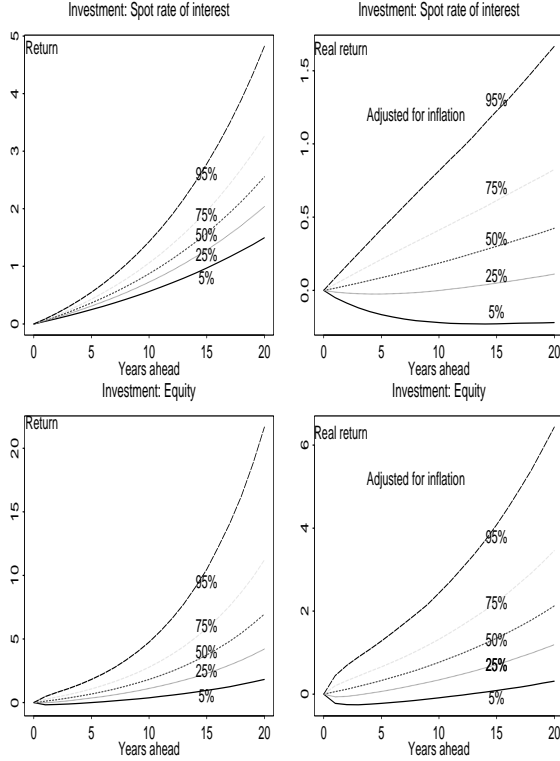 Investment: Spot rate of interest
Return
5
4
3
2
1
0
95%
75%
50%
25%
5%
0 5 10 15 20
Years ahead
Investment: Spot rate of interest
Real return
Adjusted for inflation
1.5
1.0
0.5
0.0
95%
75%
50%
25%
5%
0 5 10 15 20
Years ahead
Investment: Equity
Return
20
15
10
5
0
95%
75%
50%
25%
5%
0 5 10 15 20
Years ahead
Investment: Equity
Real return
Adjusted for inflation
6
4
2
0
95%
75%
50%
25%
5%
0 5 10 15 20
Years ahead